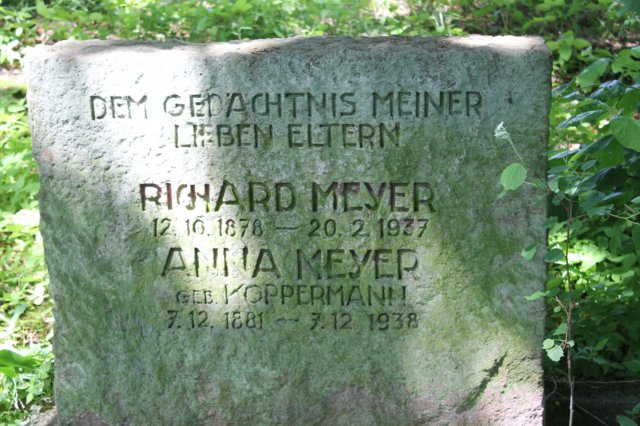 DEM GEDÄCHTNIS MEINER
LIEBEN ELTERN
RICHARD MEYER
12.10.1878 — 20.2.1937
ANNA MEYER
GEB. KOPPERMANN
7.12.1881 — 7.12.1938